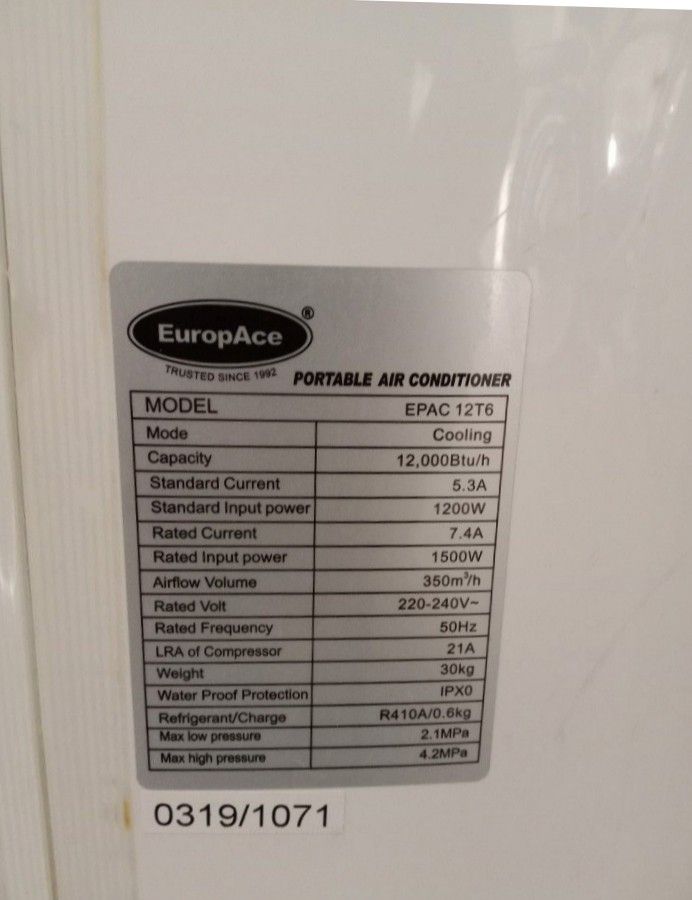 EuropAce®
TRUSTED SINCE 1992
PORTABLE AIR CONDITIONER
MODEL EPAC 12T6
Mode Cooling
Capacity 12,000Btu/h
Standard Current 5.3A
Standard Input power 1200W
Rated Current 7.4A
Rated Input power 1500W
Airflow Volume 350m³/h
Rated Volt 220-240V~
Rated Frequency 50Hz
LRA of Compressor 21A
Weight 30kg
Water Proof Protection IPX0
Refrigerant/Charge R410A/0.6kg
Max low pressure 2.1MPa
Max high pressure 4.2MPa
0319/1071